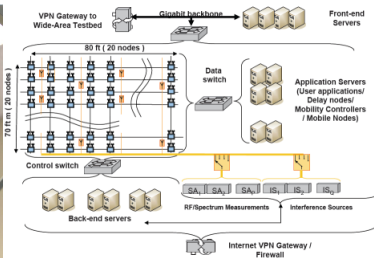 VPN Gateway to
Wide-Area Testbed
Gigabit backbone
Front-end
Servers
80 ft ( 20 nodes )
70 ft m ( 20 nodes )
Data
switch
Application Servers
(User applications/
Delay nodes/
Mobility Controllers
/ Mobile Nodes)
Control switch
SA1 SA2 SAP IS1 IS2 ISQ
RF/Spectrum Measurements
Interference Sources
Back-end servers
Internet VPN Gateway /
Firewall